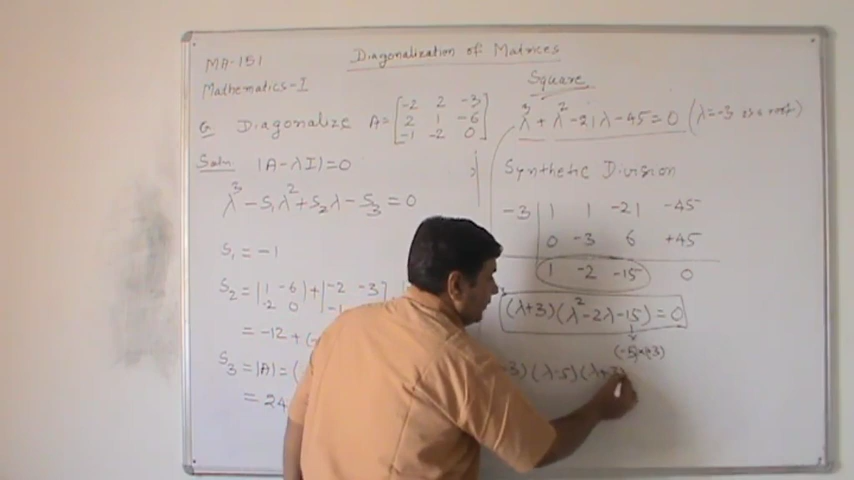 MA-151
Diagonalization of Matrices
Mathematics-I
Square
Q. Diagonalize A = [-2 2 -3
2 1 -6
-1 -2 0]
Soln. |A-λI|=0
λ³-S₁λ²+S₂λ-S₃=0
S₁ = -1
S₂ = |1 -6
-2 0| + |-2 -3
-1
= -12 + (-
S₃ = |A| = (
= 24
λ³+λ²-21λ-45=0 (λ=-3 is a root)
Synthetic Division
-3 | 1 1 -21 -45
0 -3 6 +45
1 -2 -15 0
(λ+3)(λ²-2λ-15)=0
3)(λ-5)(λ+3)